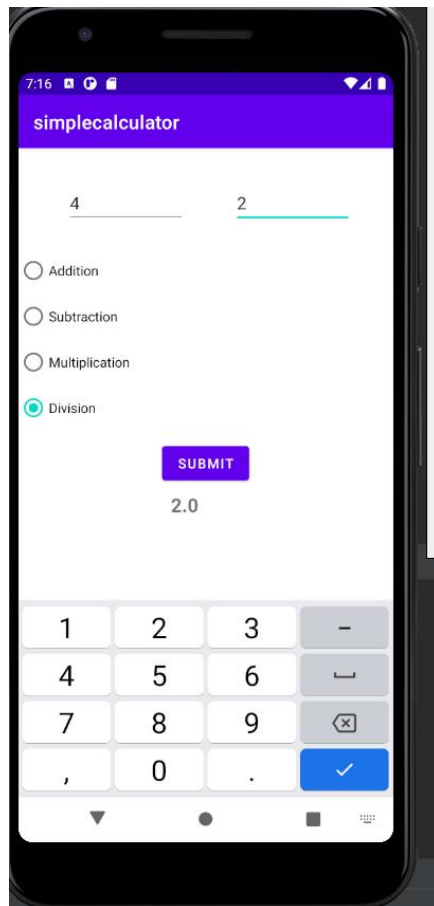 7:16
simplecalculator
4 2
Addition
Subtraction
Multiplication
Division
SUBMIT
2.0
1 2 3 -
4 5 6
7 8 9
, 0 .